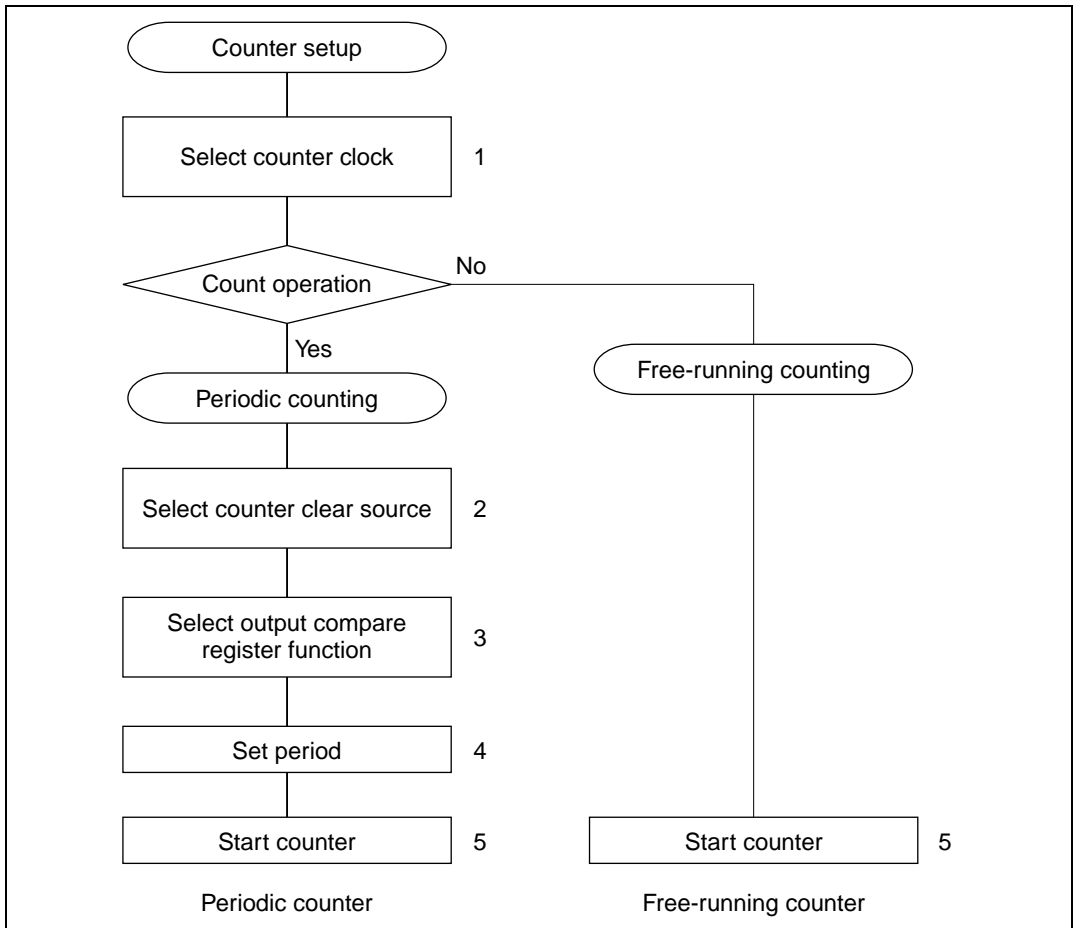 Counter setup
Select counter clock
1
Count operation
No
Yes
Free-running counting
Periodic counting
Select counter clear source
2
Select output compare
register function
3
Set period
4
Start counter
5
Start counter
5
Periodic counter
Free-running counter